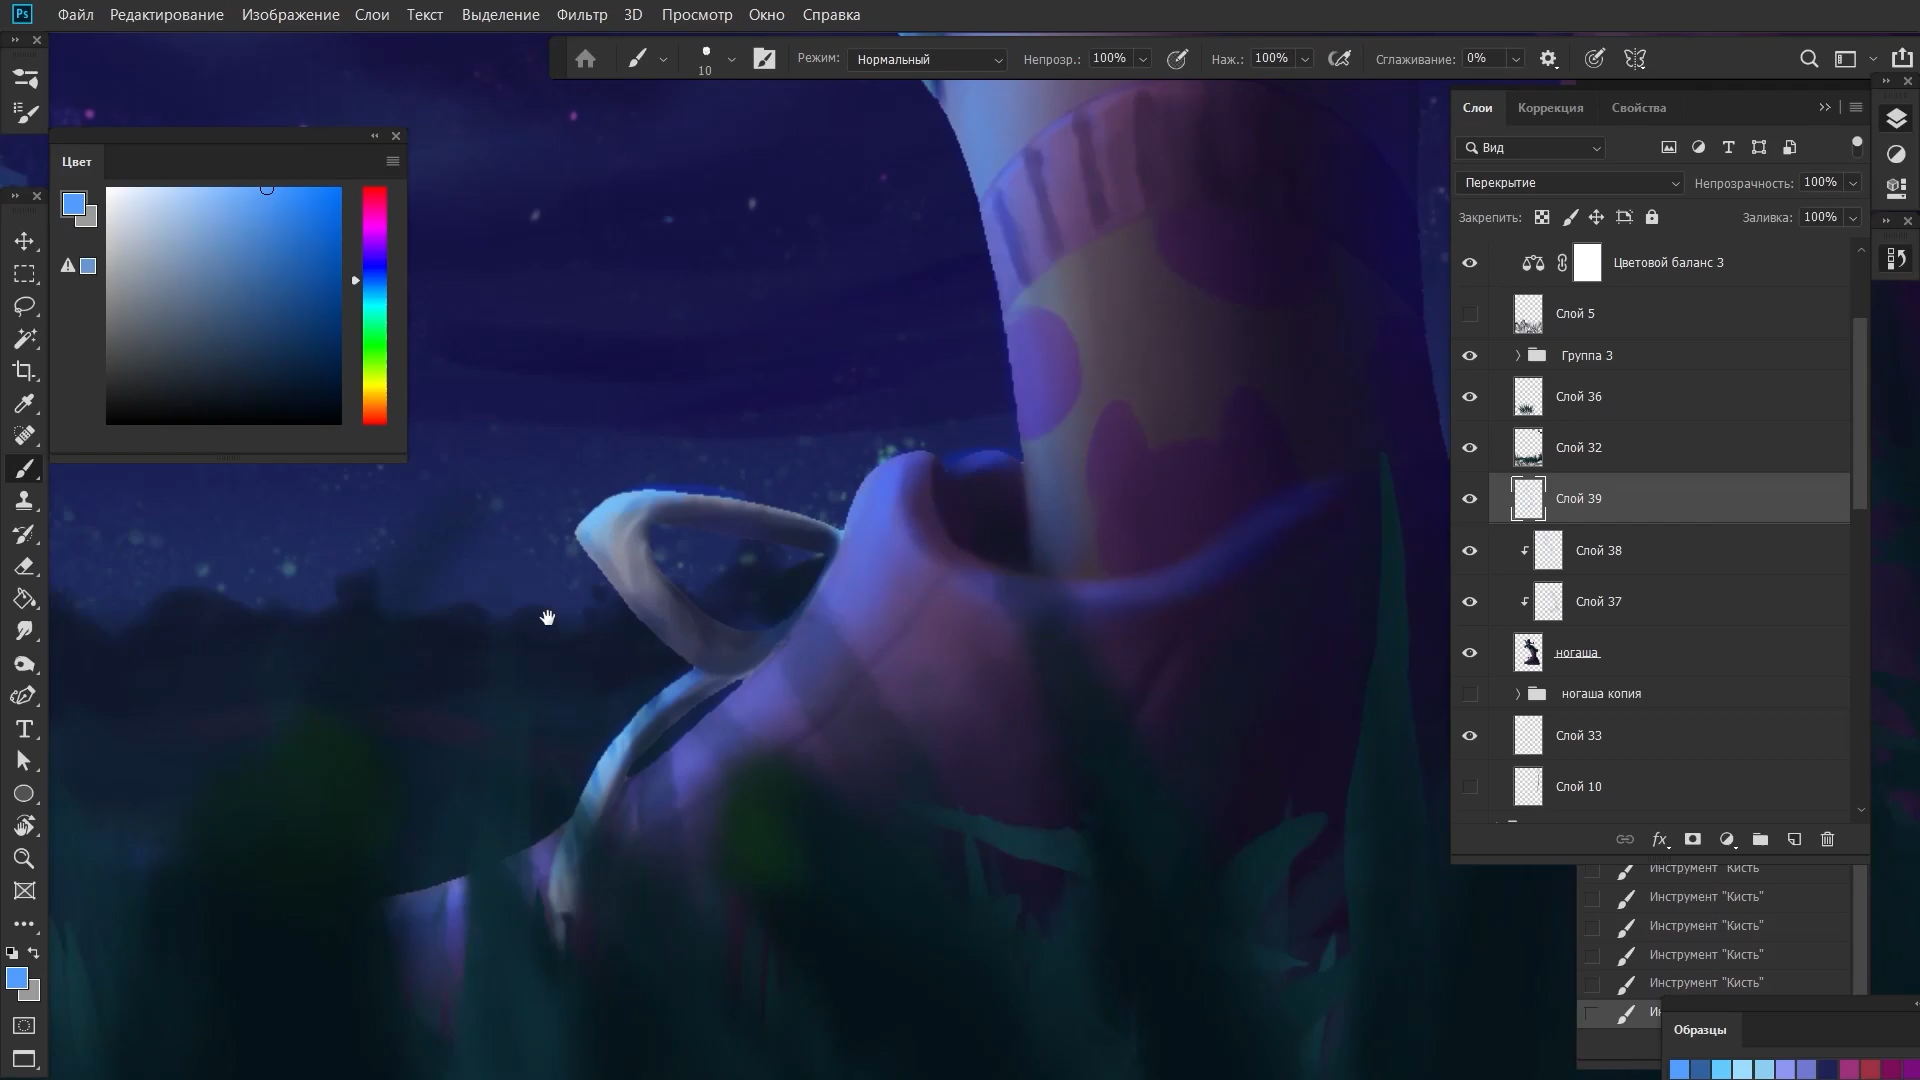 Ps Файл Редактирование Изображение Слои Текст Выделение Фильтр 3D Просмотр Окно Справка
10 Режим: Нормальный Непрозр.: 100% Наж.: 100% Сглаживание: 0%
Цвет
Слои Коррекция Свойства
Вид
Перекрытие Непрозрачность: 100%
Закрепить: Заливка: 100%
Цветовой баланс 3
Слой 5
Группа 3
Слой 36
Слой 32
Слой 39
Слой 38
Слой 37
ногаша
ногаша копия
Слой 33
Слой 10
fx
Инструмент "Кисть"
Инструмент "Кисть"
Инструмент "Кисть"
Инструмент "Кисть"
Инструмент "Кисть"
Образцы